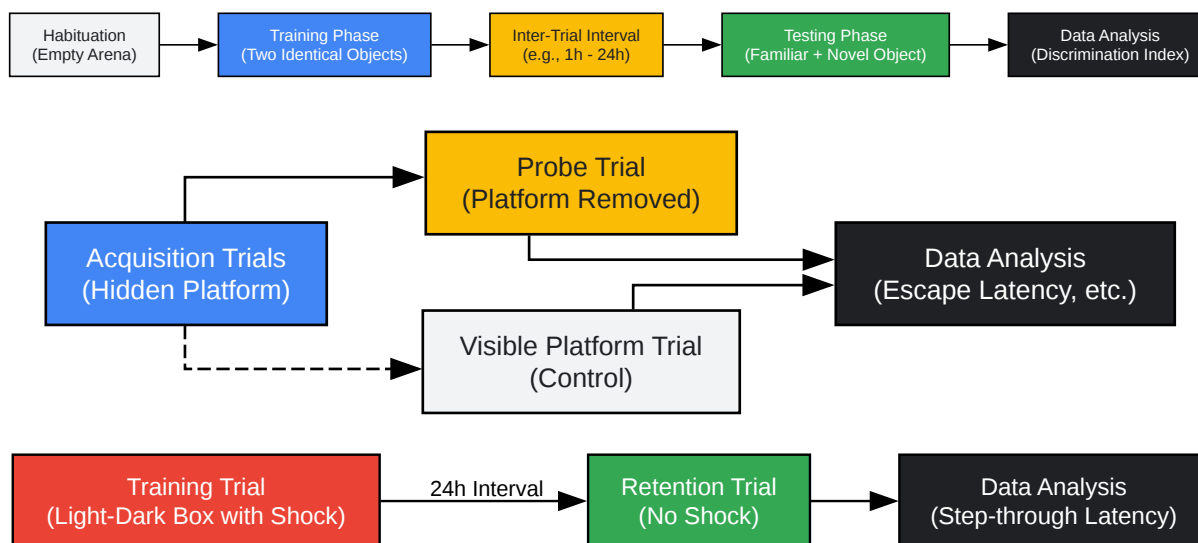 Habituation
(Empty Arena)
Training Phase
(Two Identical Objects)
Inter-Trial Interval
(e.g., 1h - 24h)
Testing Phase
(Familiar + Novel Object)
Data Analysis
(Discrimination Index)
Probe Trial
(Platform Removed)
Acquisition Trials
(Hidden Platform)
Data Analysis
(Escape Latency, etc.)
Visible Platform Trial
(Control)
Training Trial
(Light-Dark Box with Shock)
24h Interval
Retention Trial
(No Shock)
Data Analysis
(Step-through Latency)